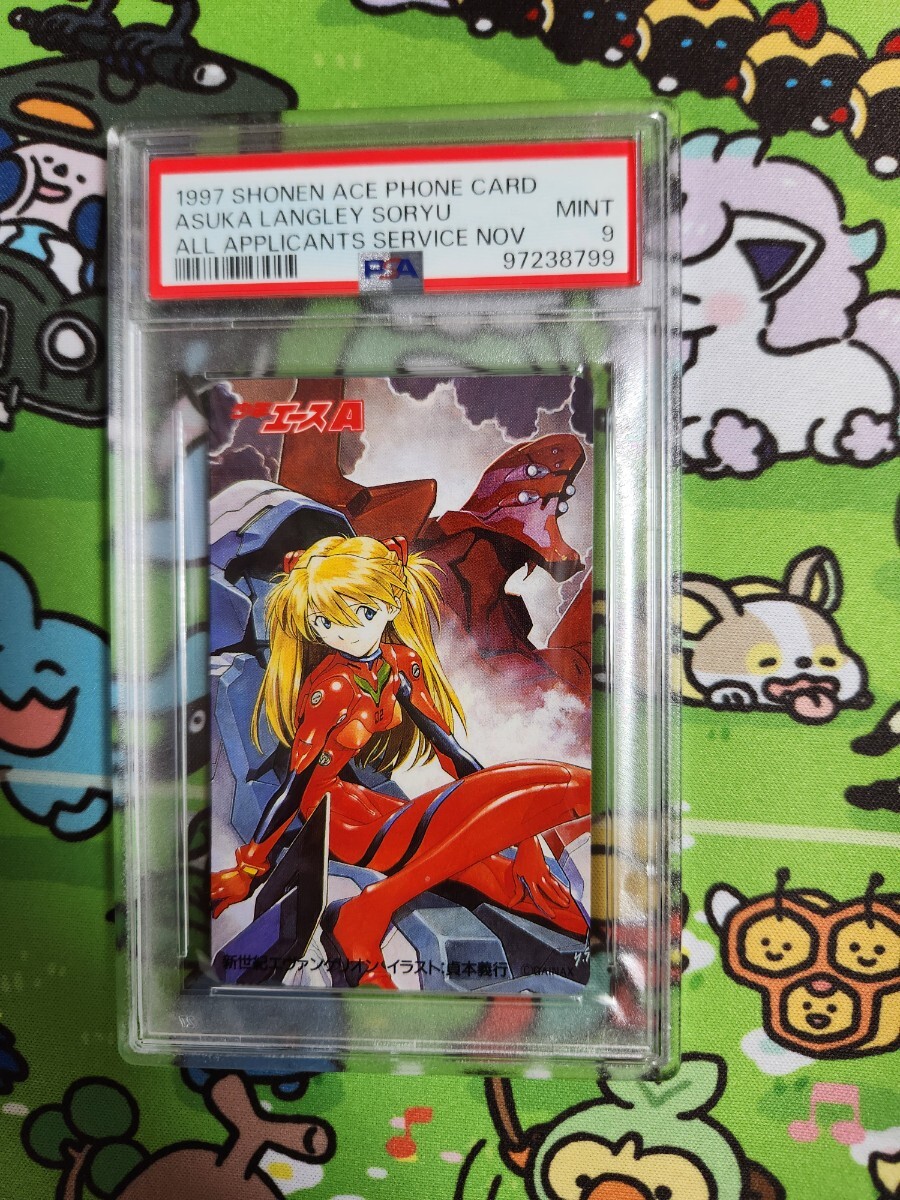 1997 SHONEN ACE PHONE CARD
ASUKA LANGLEY SORYU MINT
ALL APPLICANTS SERVICE NOV 9
PSA 97238799
少年エースA
新世紀エヴァンゲリオン・イラスト:貞本義行 ©GAINAX